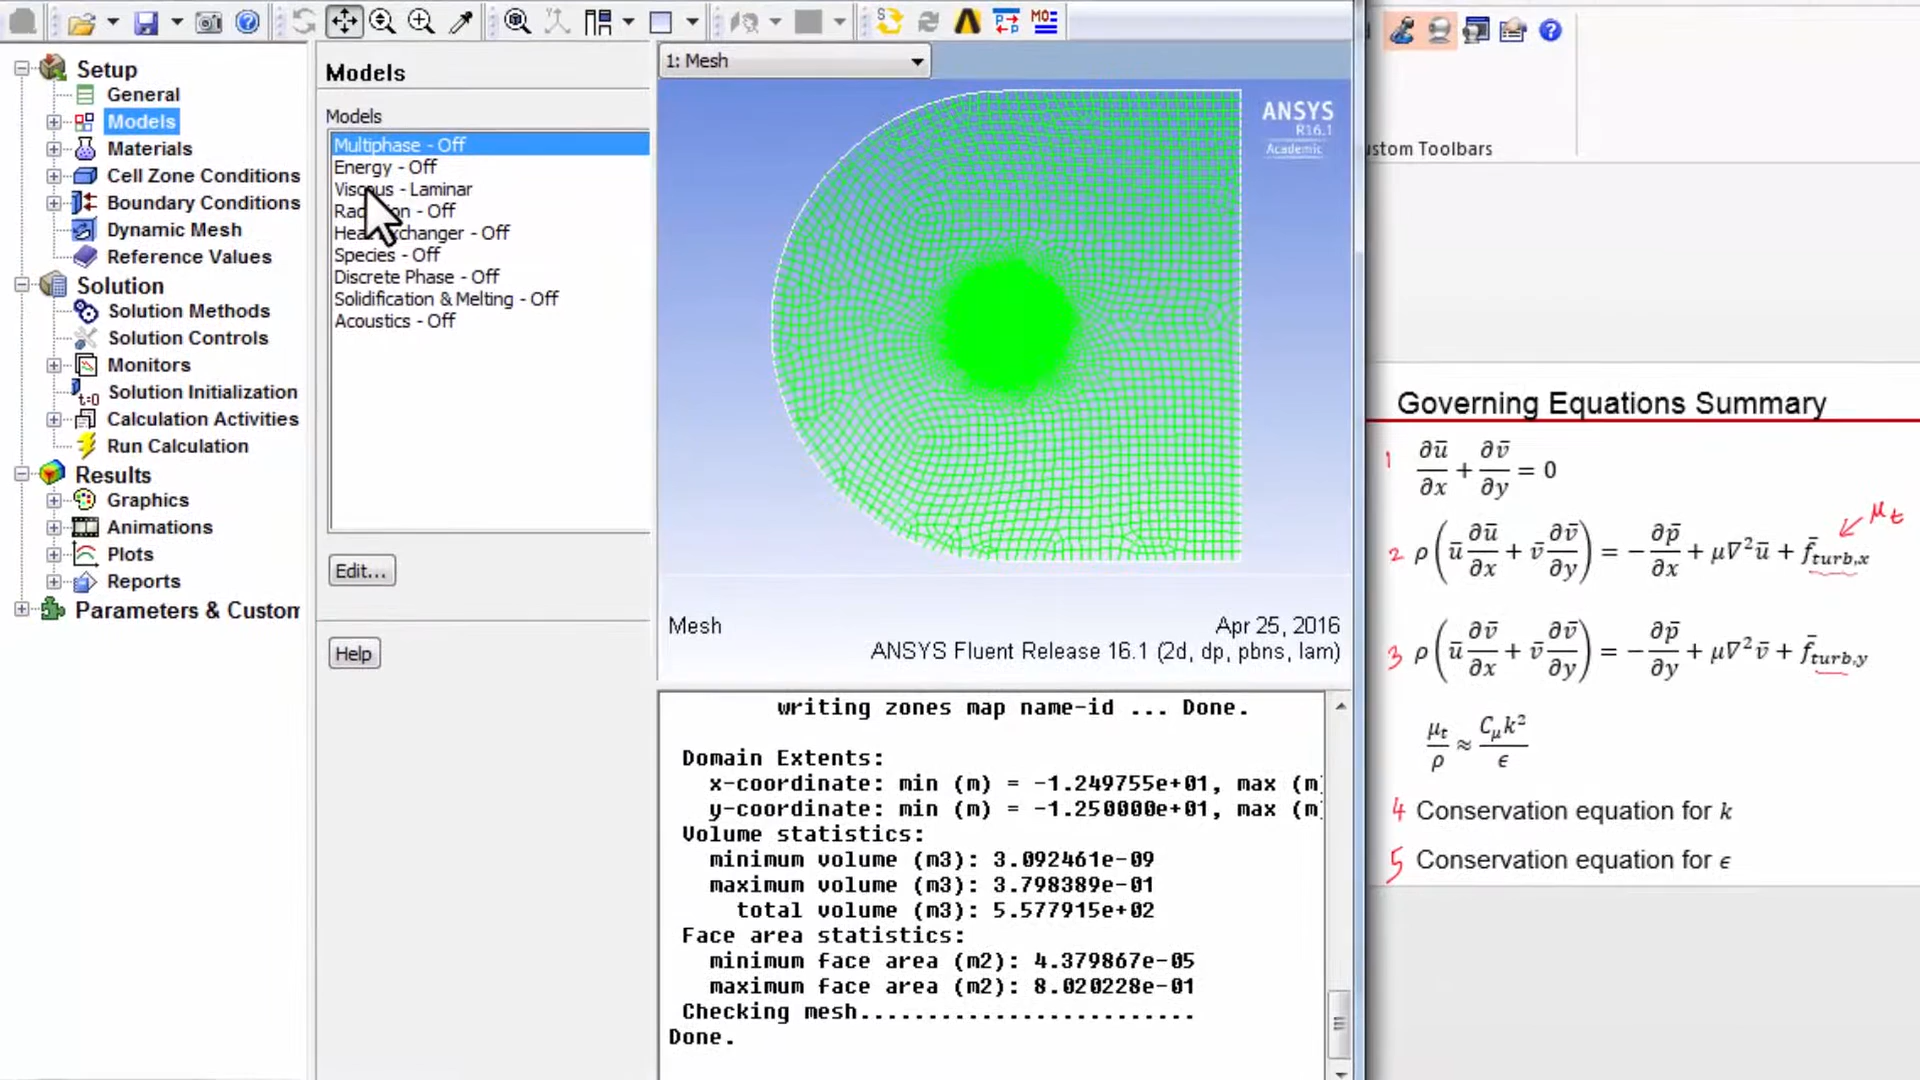 Setup
General
Models
Materials
Cell Zone Conditions
Boundary Conditions
Dynamic Mesh
Reference Values
Solution
Solution Methods
Solution Controls
Monitors
t=0
Solution Initialization
Calculation Activities
Run Calculation
Results
Graphics
Animations
Plots
Reports
Parameters & Custom
Models
Models
Multiphase - Off
Energy - Off
Viscous - Laminar
Radiation - Off
Heat Exchanger - Off
Species - Off
Discrete Phase - Off
Solidification & Melting - Off
Acoustics - Off
Edit...
Help
MO
1: Mesh
ANSYS
R16.1
Academic
Mesh
Apr 25, 2016
ANSYS Fluent Release 16.1 (2d, dp, pbns, lam)
writing zones map name-id ... Done.
Domain Extents:
x-coordinate: min (m) = -1.249755e+01, max (m
y-coordinate: min (m) = -1.250000e+01, max (m
Volume statistics:
minimum volume (m3): 3.092461e-09
maximum volume (m3): 3.798389e-01
total volume (m3): 5.577915e+02
Face area statistics:
minimum face area (m2): 4.379867e-05
maximum face area (m2): 8.020228e-01
Checking mesh.........................
Done.
stom Toolbars
Governing Equations Summary
1 ∂ū/∂x + ∂v̄/∂y = 0
μt
2 ρ(ū ∂ū/∂x + v̄ ∂v̄/∂y) = −∂p̄/∂x + μ∇²ū + f̄turb,x
3 ρ(ū ∂v̄/∂x + v̄ ∂v̄/∂y) = −∂p̄/∂y + μ∇²v̄ + f̄turb,y
μt/ρ ≈ Cμk²/ϵ
4 Conservation equation for k
5 Conservation equation for ϵ